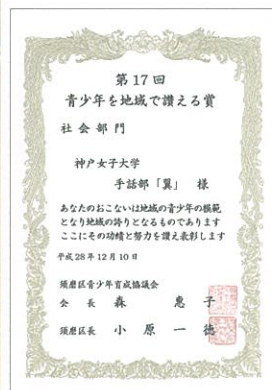 第17回
青少年を地域で讃える賞
社会部門
神戸女子大学
手話部「翼」 様
あなたのおこないは地域の青少年の模範
となり地域の誇りとなるものであります
ここにその功績と努力を讃え表彰します
平成28年12月10日
須磨区青少年育成協議会
会長 森 恵子
須磨区長 小原一徳